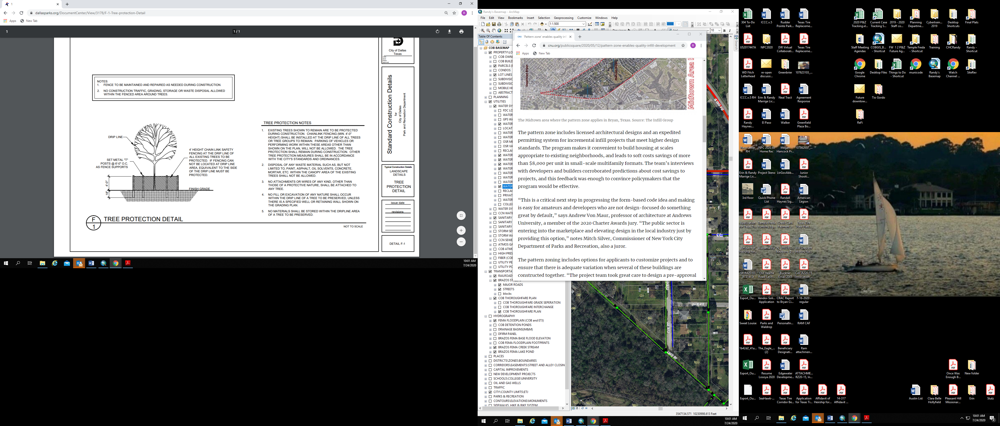 1
dallasparks.org/DocumentCenter/View/3178/F-1-Tree-protection-Detail
Apps
New Tab
1
1 / 1
City of Dallas
Texas
Standard Construction Details
for
City of Dallas
Park and Recreation Department
Typical Construction Details
LANDSCAPE
DETAILS
TREE
PROTECTION
DETAIL
issue date
revisions
DETAIL F-1
NOTES:
1. FENCE TO BE MAINTAINED AND REPAIRED AS NEEDED DURING CONSTRUCTION.
2. NO CONSTRUCTION TRAFFIC, GRADING, STORAGE OR WASTE DISPOSAL ALLOWED
WITHIN THE FENCED AREA AROUND TREES.
DRIP LINE
SET METAL "T"
POSTS @ 6'-0" O.C.
AS FENCE SUPPORTS
4'-0"
18"
4' HEIGHT CHAIN LINK SAFETY
FENCING AT THE DRIP LINE OF
ALL EXISTING TREES TO BE
PROTECTED. IF FENCING CAN
NOT BE LOCATED AT DRIP LINE
AREA, EQUIVALENT TO THE SIDE
OF THE DRIP LINE MUST BE
PROTECTED.
FINISH GRADE
TREE PROTECTION NOTES
1. EXISTING TREES SHOWN TO REMAIN ARE TO BE PROTECTED
DURING CONSTRUCTION. CHAINLINK FENCING (MIN. 4'-0"
HEIGHT) SHALL BE INSTALLED AT THE DRIP LINE OF ALL TREES
OR TREE GROUPS TO REMAIN. PARKING OF VEHICLES OR
PERFORMING WORK WITHIN THESE AREAS OTHER THAN
SHOWN ON THE PLAN, WILL NOT BE ALLOWED. THE TREE
PROTECTION SHALL REMAIN DURING CONSTRUCTION. OTHER
TREE PROTECTION MEASURES SHALL BE IN ACCORDANCE
WITH THE CITY'S STANDARDS AND ORDINANCES.
2. DISPOSAL OF ANY WASTE MATERIAL SUCH AS, BUT NOT
LIMITED TO, PAINT, ASPHALT, OIL SOLVENTS, CONCRETE,
MORTAR, ETC. WITHIN THE CANOPY AREA OF THE EXISTING
TREES SHALL NOT BE ALLOWED.
3. NO ATTACHMENTS OR WIRES OF ANY KIND, OTHER THAN
THOSE OF A PROTECTIVE NATURE, SHALL BE ATTACHED TO
ANY TREE.
4. NO FILL OR EXCAVATION OF ANY NATURE SHALL OCCUR
WITHIN THE DRIP LINE OF A TREE TO BE PRESERVED, UNLESS
THERE IS A SPECIFIED WELL OR RETAINING WALL SHOWN ON
THE GRADING PLAN.
5. NO MATERIALS SHALL BE STORED WITHIN THE DRIPLINE AREA
OF A TREE TO BE PRESERVED.
F
1
TREE PROTECTION DETAIL
NOT TO SCALE
10:01 AM
7/24/2020
Randy's Basemap - ArcMap
File Edit View Bookmarks Insert Selection Geoprocessing Customize Windows Help
1:1,500
10
B I
Table Of Contents
Search
COB BASEMAP
PROPERTY\LO
COB OWN
COB BUILD
PARCELS (
CONDOS
LOT LINES
SUBDIVISIO
SUBDIVISIO
MOBILE HO
ABSTRACT
PLANNING
UTILITIES
WATER SYS
FDC LO
WATER
GPS WA
WATER
LOCAT
WATER
WATER
OSR ME
OSR VA
RECLAI
WATER
WATER
WATER
WATER
WATER
WATER
WATER
WATER
RECLAI
PRIVAT
WATER
COLLEC
WATER SYS
CCN WATE
SANITARY
SANITARY
SANITARY
STORM SEW
STORM WA
CCN SEWE
ATMOS GA
COB ATMO
HIGH PRES
FIBER (COB
UTILITY PE
UTILITY PO
TRANSPORTA
RAILROAD
BRAZOS STREETS
MAJOR ROADS
STREETS
blocks
COB THOROUGHFARE PLAN
COB THOROUGHFARE GRADE SEPERATION
COB THOROUGHFARE INTERCHANGE
COB THOROUGHFARE PLAN
HYDROGRAPHY
FEMA FLOODPLAIN (COB and ETJ)
COB DETENTION PONDS
DRAINAGE BASINS(M&M)
DFIRM PANEL
BRAZOS FEMA BASE FLOOD ELEVATON
COB FEMA FLOODPLAIN FOOTPRINTS
BRAZOS FEMA CREEK STREAM
BRAZOS FEMA LAKE POND
PLACES
DISTRICTS\ZONES\BOUNDARIES
CORRIDORS\EASEMENTS\STREET AND ALLEY CLOSIN
CAPITAL IMPROVEMENTS
NEW DEVELOPMENT PROJECTS
SCHOOLS\COLLEGE\UNIVERSITY
OIL AND GAS WELLS
TRAFFIC
CITY\COUNTY LIMITS\ETJ
PARKS & RECREATION
CONTOURS\ELEVATIONS\MONUMENTS
SIDEWALKS, HIKE & BIKE SYSTEM
CNU 'Pattern zone' enables quality inf
cnu.org/publicsquare/2020/05/12/pattern-zone-enables-quality-infill-development
Apps
New Tab
Downtown Bryan
Midtown Bryan
Midtown Area
The Midtown area where the pattern zone applies in Bryan, Texas. Source: The Infill Group
The pattern zone includes licensed architectural designs and an expedited
permitting system for incremental infill projects that meet higher design
standards. The program makes it convenient to build housing at scales
appropriate to existing neighborhoods, and leads to soft costs savings of more
than $8,000 per unit in small-scale multifamily formats. The team's interviews
with developers and builders corroborated predictions about cost savings to
projects, and this feedback was enough to convince policymakers that the
program would be effective.
“This is a critical next step in progressing the form-based code idea and making
is easy for amateurs and developers who are not design-focused do something
great by default,” says Andrew Von Maur, professor of architecture at Andrews
University, a member of the 2020 Charter Awards jury. “The public sector is
entering into the marketplace and elevating design in the local industry just by
providing this option,” notes Mitch Silver, Commissioner of New York City
Department of Parks and Recreation, also a juror.
The pattern zoning includes options for applicants to customize projects and to
ensure that there is adequate variation when several of these buildings are
constructed together. “The project team took great care to design a pre-approval
3547134.571 10230998.613 Feet
10:01 AM
7/24/2020
304 To-Do List
ICCC.v.5
Rudder Pointe Park...
Texas Tire Replaceme...
US2017447A
NPC2020
DIR Virtual Collaborati...
Texas Tire Replaceme...
WD Fitch Letterhead
re-open discussi...
Greenbrier
107623103_...
ICCC.v.5 RH
Erin & Randy Marrige Lic...
Neal Tract
Agreement Response
Randy Haynes...
El Paso
Walker
Greenfield Plaza Bo...
Reco Letter RH
NPC 2020 At Home Rec
Megan Hancock Pr...
107862657_...
Erin & Randy Marrige Lic...
Project Steno
LtrGovAbb...
Junior Shooti...
3rd floor
Quick Phone List
Randall Haynes Sig...
American Legion
Application for Texas Ti...
Temple Freda Funding Ag...
Credit Card Payment ...
Texas Tire New Pled...
Affidavit of Heirship for...
Alabama trip
N_ PROJEC... Keystone @...
304 Crescent History Na...
SR RA20-03 W 31st St
Old Hearne Road-Layo...
Buckner Email 2005
CAF RZ20-15 Innovation ...
Export_Ou...
Vendor-Soli... Application
CRAC Report to Bryan Ci...
7-16-2020 - regular
Sweet Louise
Parks and Waldrop
PersonalIn...
RAM CAF
1b42d2_41a...
The_Eagle_... (2)
Beneficiary Designati...
Ram attachmen...
Export_Ou...
Resume Losoya 2020
Edgewater Developme...
ATTACHME... RZ20-15, In...
Export_Ou...
SeaHawk-...
Texas Tire Corridor Be...
Application for Texas Ti...
Affidavit of Heirship for...
14-317 Affidavit ...
2020 P&Z Tracking.xl...
Current Case Tracking S...
2019 - 2020 Staff co...
Planning Departme...
Cybertrain... 2019
Desktop Shortcuts
Final Plats
Staff Meeting Agendas
COBGIS_B... - Shortcut
FW 1 2 P&Z Future Ag...
Temple Freda - Shortcut
Training
CHCRandy
Randy - Shortcut
Google Chrome
Desktop Files
Things to Do - Shortcut
municode
Randy's Basemap
Watch Channel ...
SiteRev
Future downtow...
Tio Gordo
ReFi
Once Was Enough B...
New folder
Austin List
Clara Belle Hollyfield
Pleasant Hill Missionar...
Erin
Stutz
10:01 AM
7/24/2020